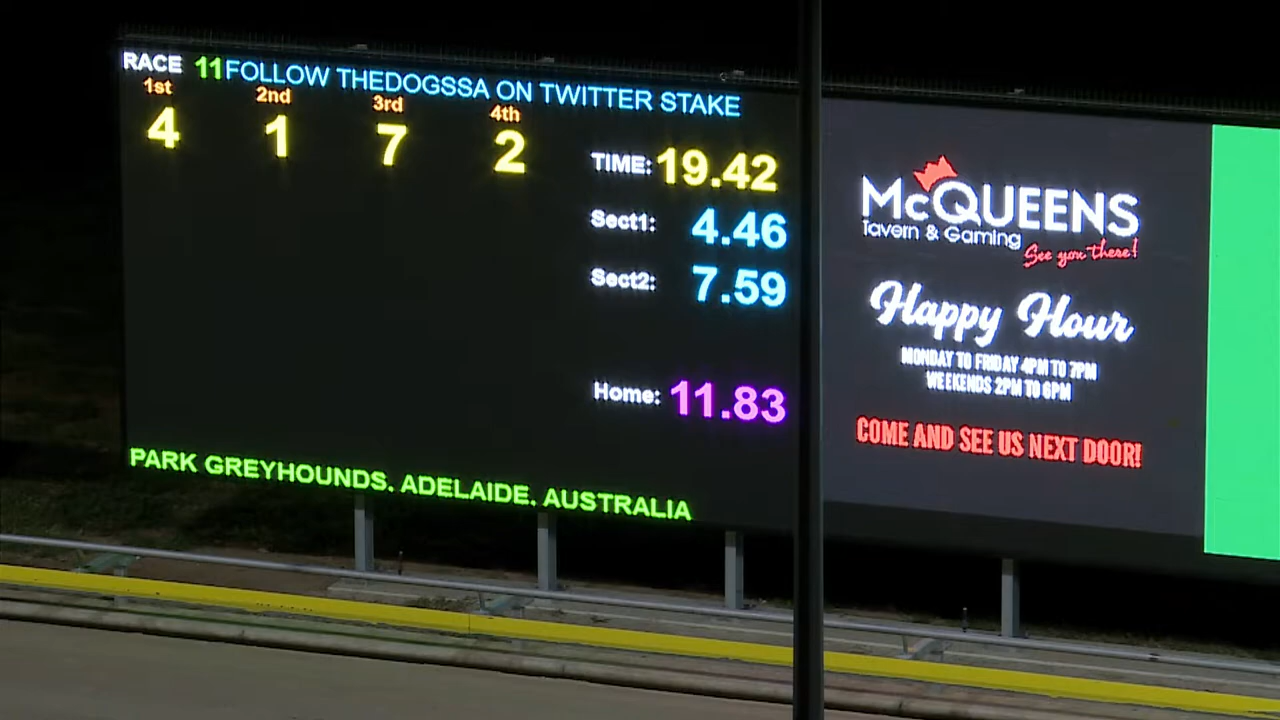 RACE 11 FOLLOW THEDOGSSA ON TWITTER STAKE
1st 2nd 3rd 4th
4 1 7 2
TIME: 19.42
Sect1: 4.46
Sect2: 7.59
Home: 11.83
PARK GREYHOUNDS. ADELAIDE. AUSTRALIA
McQUEENS
Tavern & Gaming
See you there!
Happy Hour
MONDAY TO FRIDAY 4PM TO 7PM
WEEKENDS 2PM TO 6PM
COME AND SEE US NEXT DOOR!